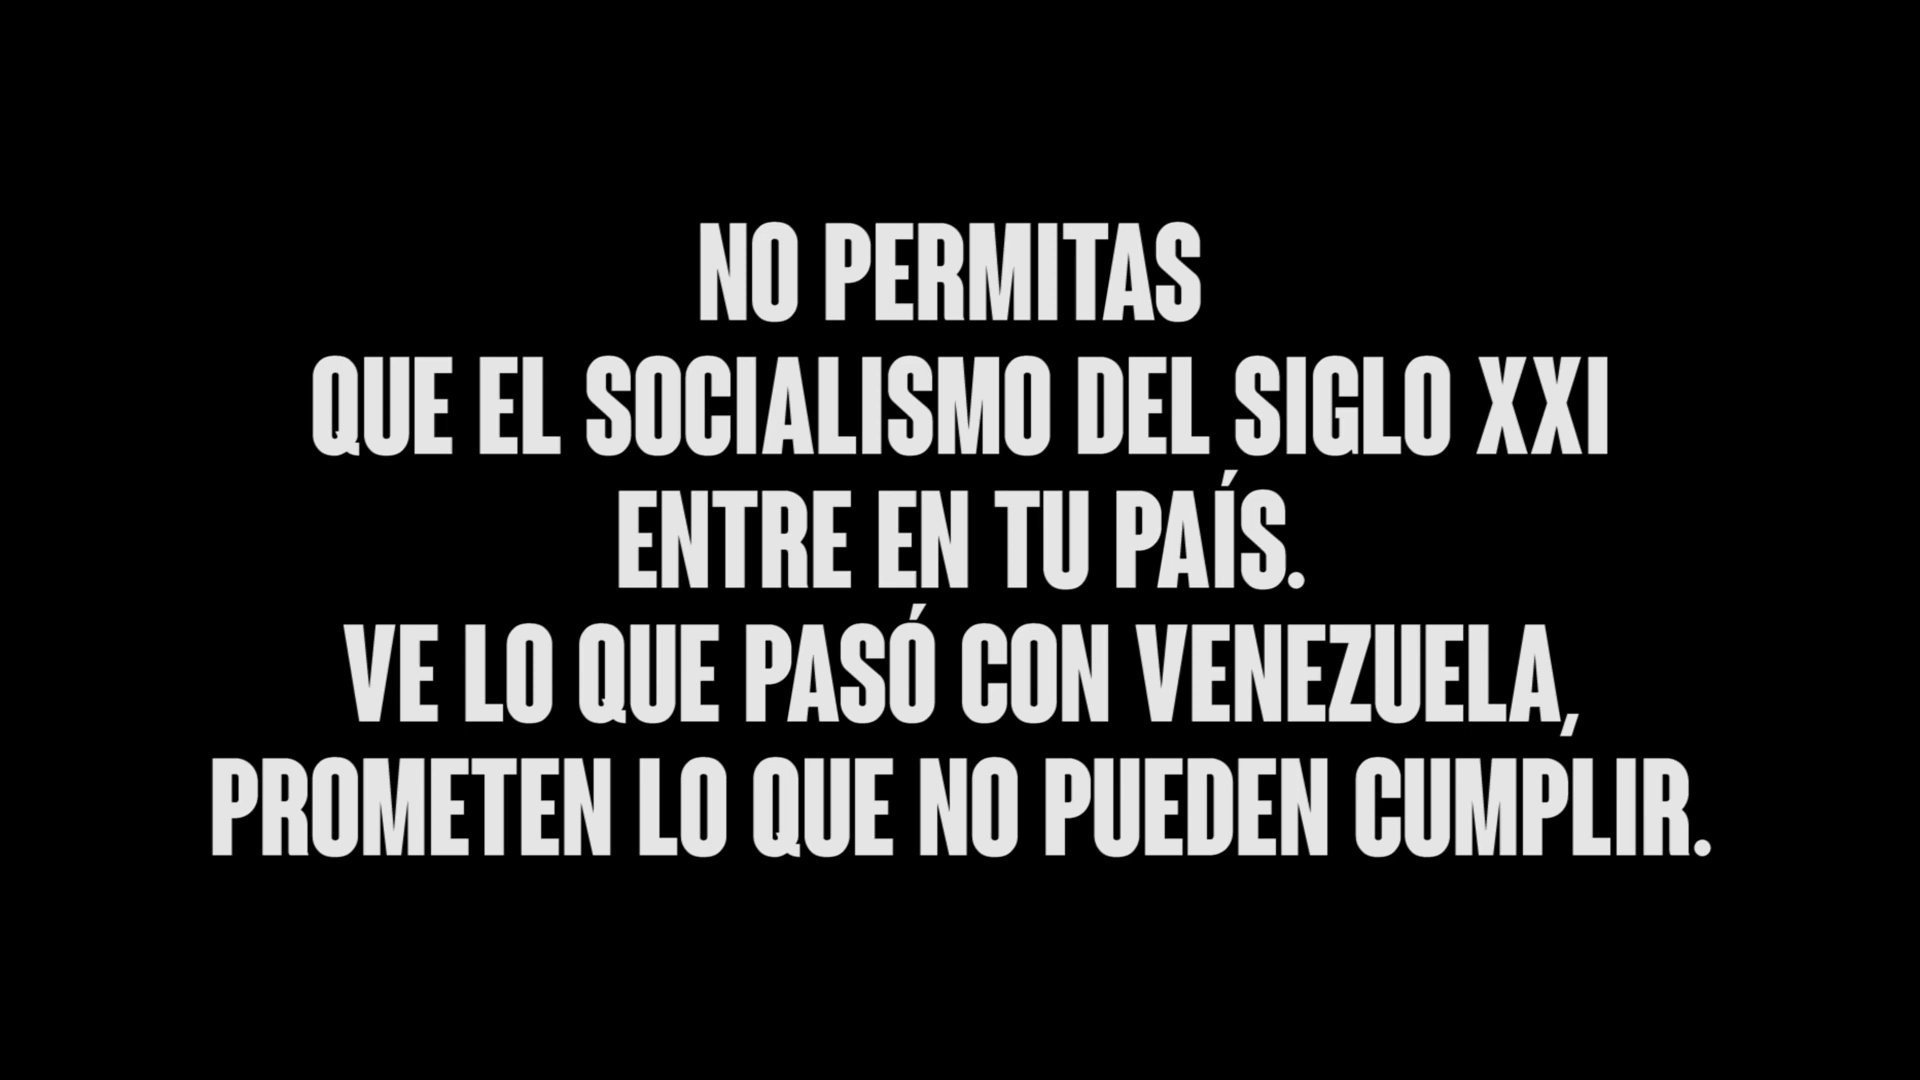 NO PERMITAS
QUE EL SOCIALISMO DEL SIGLO XXI
ENTRE EN TU PAÍS.
VE LO QUE PASÓ CON VENEZUELA,
PROMETEN LO QUE NO PUEDEN CUMPLIR.